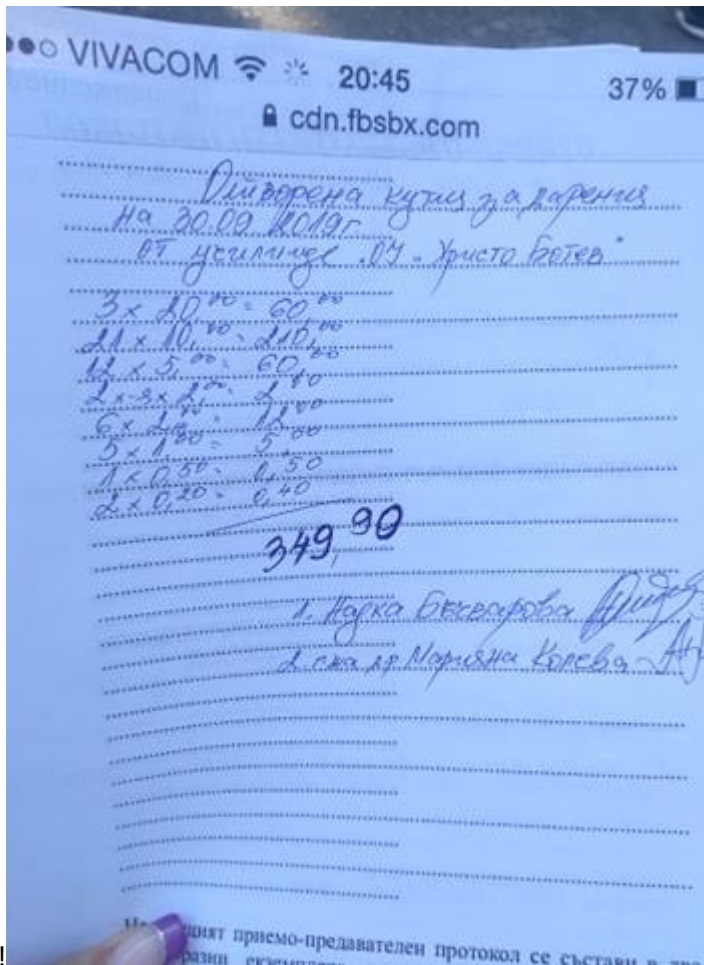 VIVACOM 20:45 37%
cdn.fbsbx.com
Отворена кутия за дарения
на 30.09.2019г.
от училище ОУ "Христо Ботев"
3 x 20,00 = 60,00
21 x 10,00 = 210,00
12 x 5,00 = 60,00
2,00
6 x 2,00 = 12,00
5 x 1,00 = 5,00
1 x 0,50 = 0,50
2 x 0,20 = 0,40
349,90
1.
2. Марияна Колева
приемо-предавателен протокол се състави в